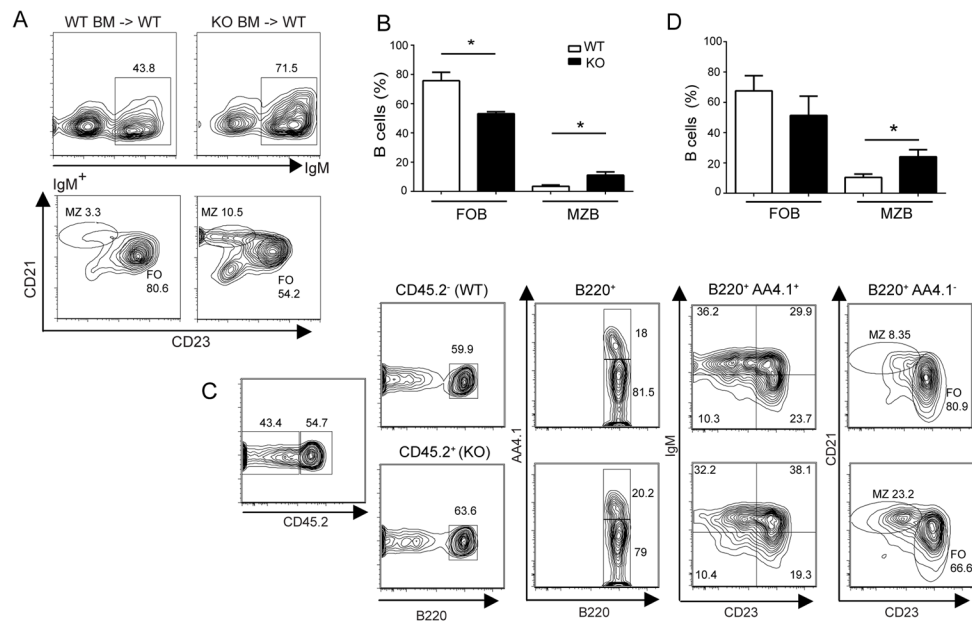 A
WT BM -> WT
KO BM -> WT
43.8
71.5
IgM
IgM+
MZ 3.3
FO
80.6
MZ 10.5
FO
54.2
CD21
CD23
B
B cells (%)
100
80
60
40
20
0
*
*
WT
KO
FOB
MZB
D
B cells (%)
100
80
60
40
20
0
*
FOB
MZB
C
43.4
54.7
CD45.2
CD45.2- (WT)
59.9
CD45.2+ (KO)
63.6
B220
B220+
18
81.5
20.2
79
AA4.1
B220
B220+ AA4.1+
36.2
29.9
10.3
23.7
32.2
38.1
10.4
19.3
IgM
CD23
B220+ AA4.1-
MZ 8.35
FO
80.9
MZ 23.2
FO
66.6
CD21
CD23